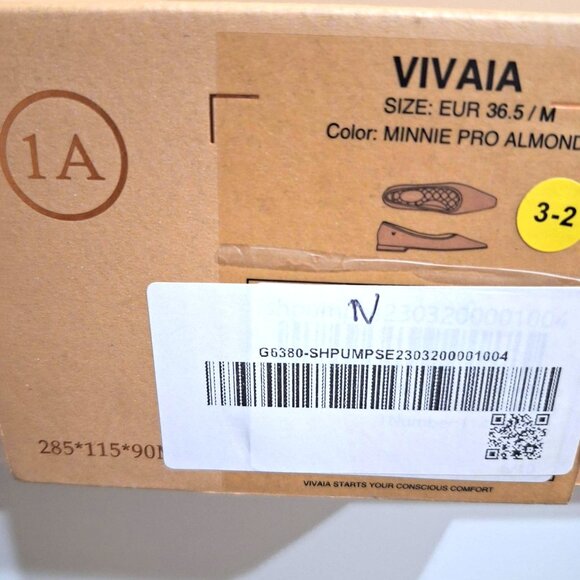 1A
VIVAIA
SIZE: EUR 36.5 / M
Color: MINNIE PRO ALMOND
3-2
N
G6380-SHPUMPSE2303200001004
285*115*90
VIVAIA STARTS YOUR CONSCIOUS COMFORT